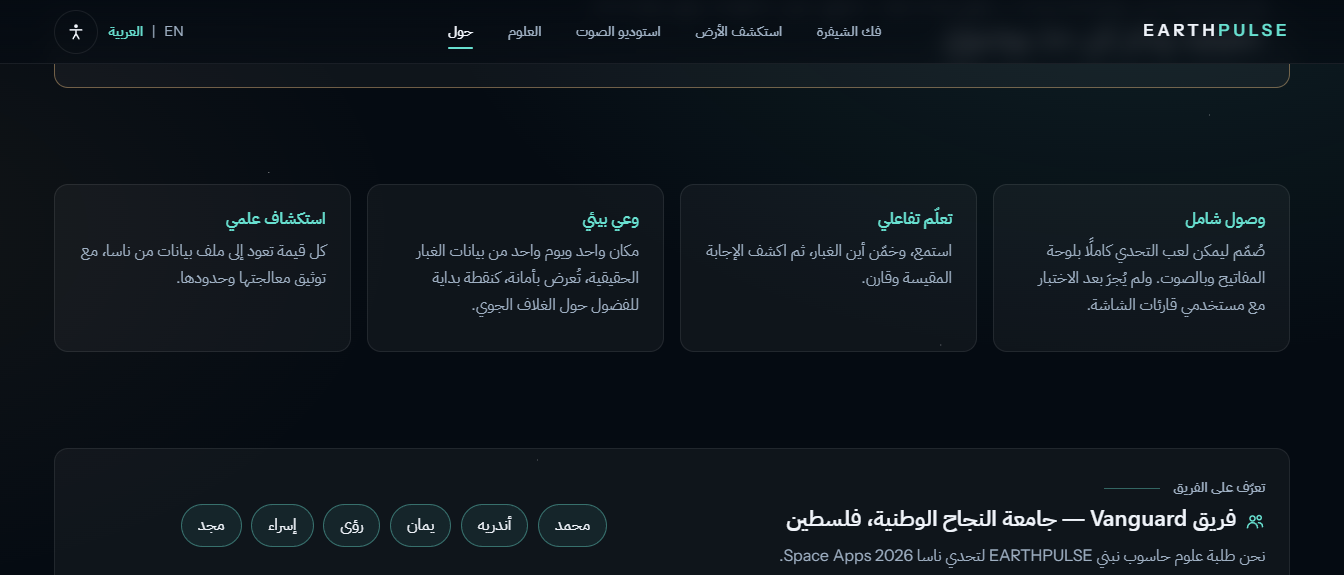 EARTHPULSE
فك الشيفرة
استكشف الأرض
استوديو الصوت
العلوم
حول
العربية | EN
وصول شامل
صُمّم ليمكن لعب التحدي كاملًا بلوحة
المفاتيح وبالصوت. ولم يُجرَ بعد الاختبار
مع مستخدمي قارئات الشاشة.
تعلّم تفاعلي
استمع، وخمّن أين الغبار، ثم اكشف الإجابة
المقيسة وقارن.
وعي بيئي
مكان واحد ويوم واحد من بيانات الغبار
الحقيقية، تُعرض بأمانة، كنقطة بداية
للفضول حول الغلاف الجوي.
استكشاف علمي
كل قيمة تعود إلى ملف بيانات من ناسا، مع
توثيق معالجتها وحدودها.
تعرّف على الفريق
فريق Vanguard — جامعة النجاح الوطنية، فلسطين
نحن طلبة علوم حاسوب نبني EARTHPULSE لتحدي ناسا Space Apps 2026.
محمد
أندريه
يمان
رؤى
إسراء
مجد